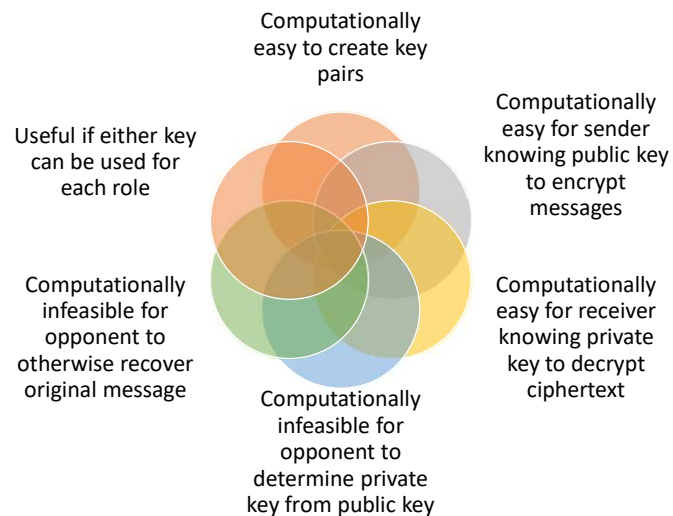 Computationally
easy to create key
pairs
Computationally
easy for sender
knowing public key
to encrypt
messages
Computationally
easy for receiver
knowing private
key to decrypt
ciphertext
Computationally
infeasible for
opponent to
determine private
key from public key
Computationally
infeasible for
opponent to
otherwise recover
original message
Useful if either key
can be used for
each role